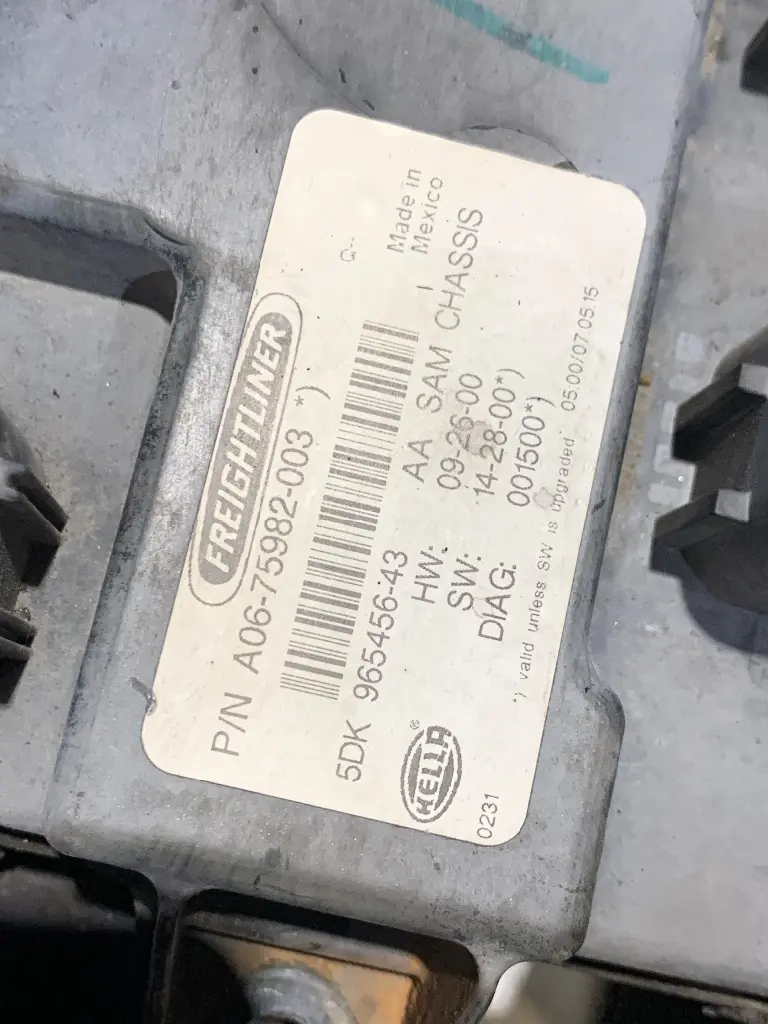 FREIGHTLINER
P/N A06-75982-003 *)
Made in
Mexico
5DK 965456-43
AA SAM CHASSIS
HW: 09-26-00
SW: 14-28-00*)
DIAG: 001500*)
HELLA ®
*) valid unless SW is upgraded 05.00/07.05.15
0231